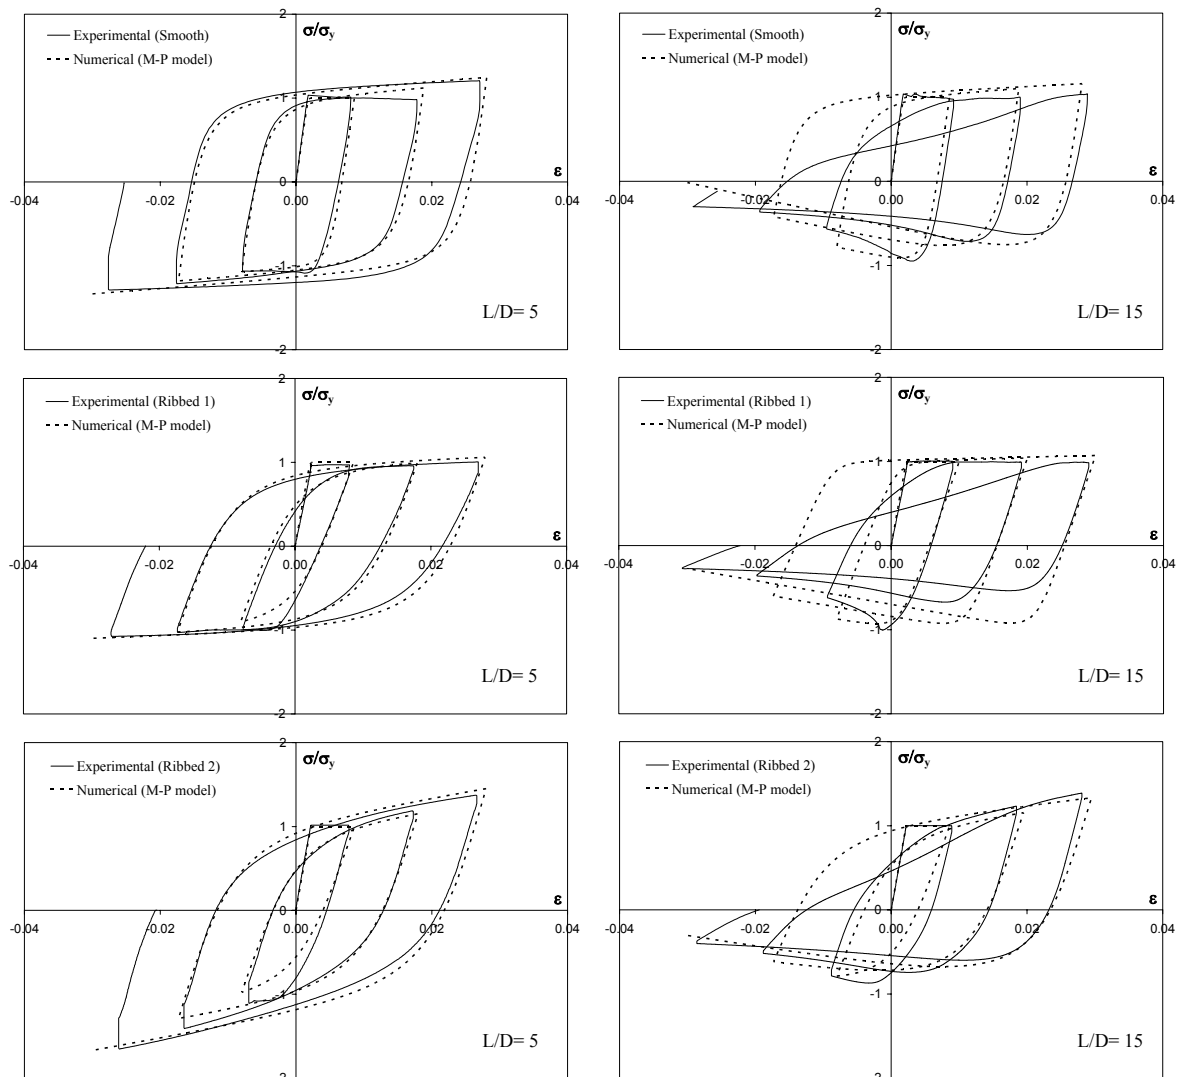 2
σ/σy
Experimental (Smooth)
Numerical (M-P model)
1
ε
0
-0.04
-0.02
0.00
0.02
0.04
-1
L/D= 5
-2
2
σ/σy
Experimental (Smooth)
Numerical (M-P model)
1
ε
0
-0.04
-0.02
0.00
0.02
0.04
-1
L/D= 15
-2
2
σ/σy
Experimental (Ribbed 1)
Numerical (M-P model)
1
ε
0
-0.04
-0.02
0.00
0.02
0.04
-1
L/D= 5
-2
2
σ/σy
Experimental (Ribbed 1)
Numerical (M-P model)
1
ε
0
-0.04
-0.02
0.00
0.02
0.04
-1
L/D= 15
-2
2
σ/σy
Experimental (Ribbed 2)
Numerical (M-P model)
1
ε
0
-0.04
-0.02
0.00
0.02
0.04
-1
L/D= 5
2
σ/σy
Experimental (Ribbed 2)
Numerical (M-P model)
1
ε
0
-0.04
-0.02
0.00
0.02
0.04
-1
L/D= 15